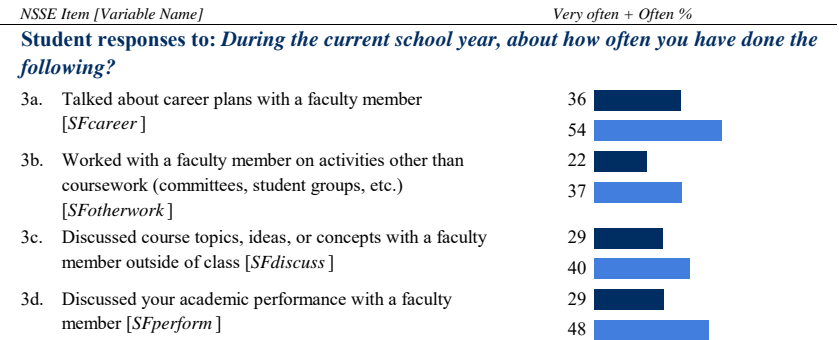 NSSE Item [Variable Name] Very often + Often %
Student responses to: During the current school year, about how often you have done the
following?
3a. Talked about career plans with a faculty member 36
[SFcareer ] 54
3b. Worked with a faculty member on activities other than 22
coursework (committees, student groups, etc.) 37
[SFotherwork ]
3c. Discussed course topics, ideas, or concepts with a faculty 29
member outside of class [SFdiscuss ] 40
3d. Discussed your academic performance with a faculty 29
member [SFperform ] 48